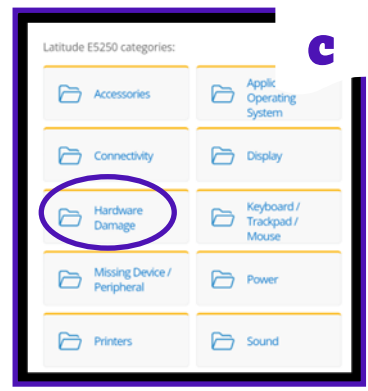 Latitude E5250 categories:
C
Accessories
Operating
System
Connectivity
Display
Hardware
Damage
Keyboard /
Trackpad /
Mouse
Missing Device /
Peripheral
Power
Printers
Sound